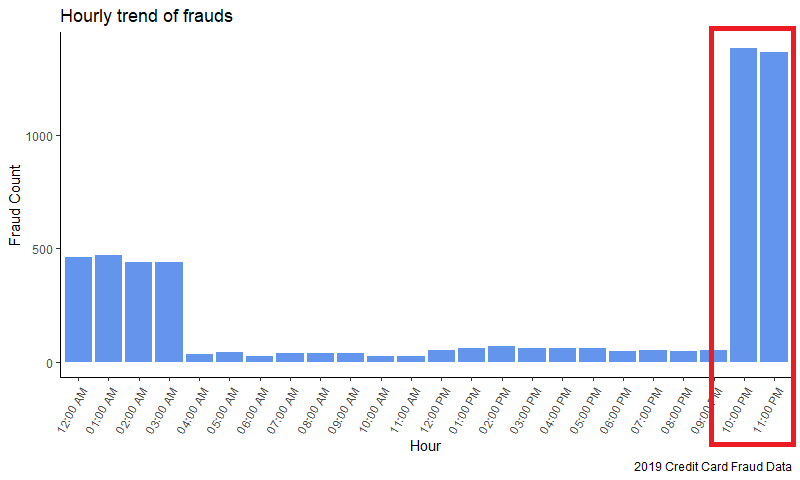 Hourly trend of frauds
Fraud Count
1000
500
0
12:00 AM
01:00 AM
02:00 AM
03:00 AM
04:00 AM
05:00 AM
06:00 AM
07:00 AM
08:00 AM
09:00 AM
10:00 AM
11:00 AM
12:00 PM
01:00 PM
02:00 PM
03:00 PM
04:00 PM
05:00 PM
06:00 PM
07:00 PM
08:00 PM
09:00 PM
10:00 PM
11:00 PM
Hour
2019 Credit Card Fraud Data